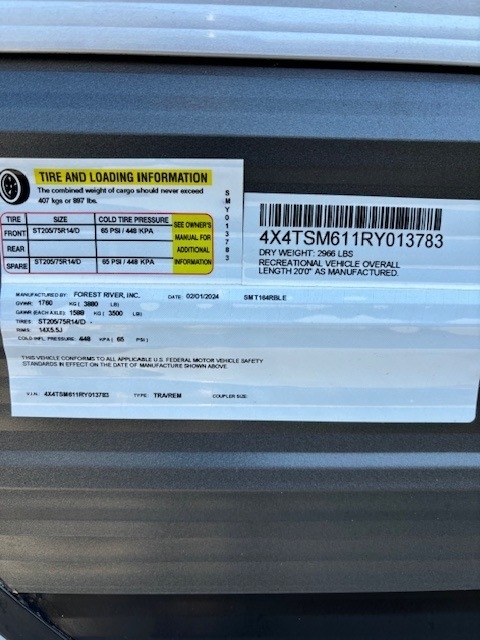 TIRE AND LOADING INFORMATION
The combined weight of cargo should never exceed
407 kgs or 897 lbs.
TIRE SIZE COLD TIRE PRESSURE SEE OWNER'S MANUAL FOR ADDITIONAL INFORMATION
FRONT ST205/75R14/D 65 PSI / 448 KPA
REAR
SPARE ST205/75R14/D 65 PSI / 448 KPA
SMY013783
4X4TSM611RY013783
DRY WEIGHT: 2966 LBS
RECREATIONAL VEHICLE OVERALL
LENGTH 20'0" AS MANUFACTURED.
MANUFACTURED BY: FOREST RIVER, INC. DATE: 02/01/2024 SMT164RBLE
GVWR: 1760 KG ( 3880 LB)
GAWR (EACH AXLE): 1588 KG ( 3500 LB)
TIRES: ST205/75R14/D
RIMS: 14X5.5J
COLD INFL. PRESSURE: 448 KPA ( 65 PSI)
THIS VEHICLE CONFORMS TO ALL APPLICABLE U.S. FEDERAL MOTOR VEHICLE SAFETY
STANDARDS IN EFFECT ON THE DATE OF MANUFACTURE SHOWN ABOVE
V.I.N.: 4X4TSM611RY013783 TYPE: TRA/REM COUPLER SIZE: